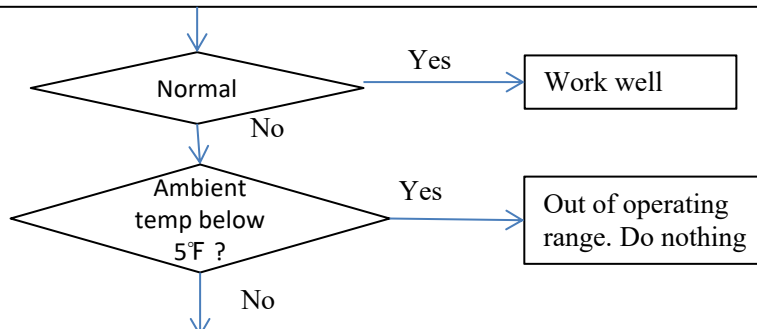 Yes
Normal
Work well
No
Ambient
temp below
5℉ ?
Yes
Out of operating
range. Do nothing
No